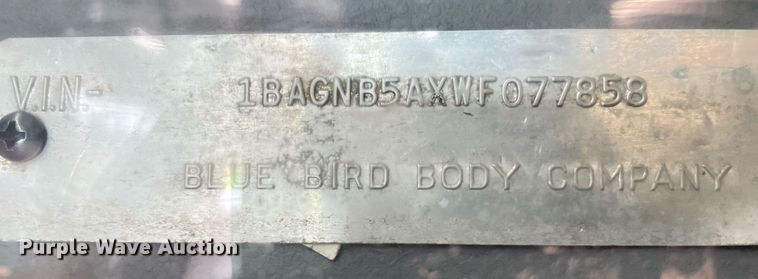 V.I.N.- 1BAGNB5AXWF077858
BLUE BIRD BODY COMPANY
Purple Wave Auction